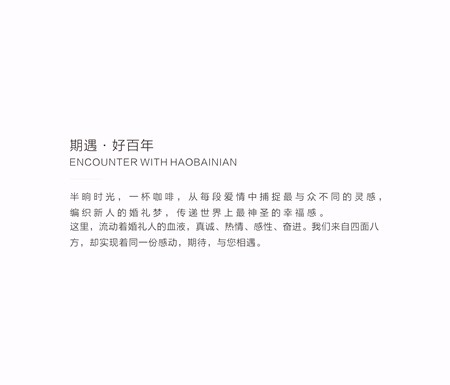 期遇·好百年
ENCOUNTER WITH HAOBAINIAN
半晌时光，一杯咖啡，从每段爱情中捕捉最与众不同的灵感，
编织新人的婚礼梦，传递世界上最神圣的幸福感。
这里，流动着婚礼人的血液，真诚、热情、感性、奋进。我们来自四面八
方，却实现着同一份感动，期待，与您相遇。